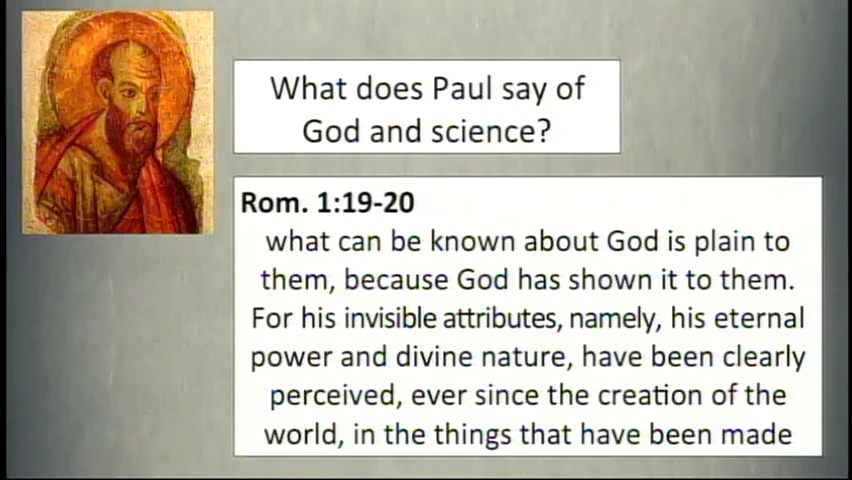 What does Paul say of
God and science?
Rom. 1:19-20
what can be known about God is plain to
them, because God has shown it to them.
For his invisible attributes, namely, his eternal
power and divine nature, have been clearly
perceived, ever since the creation of the
world, in the things that have been made